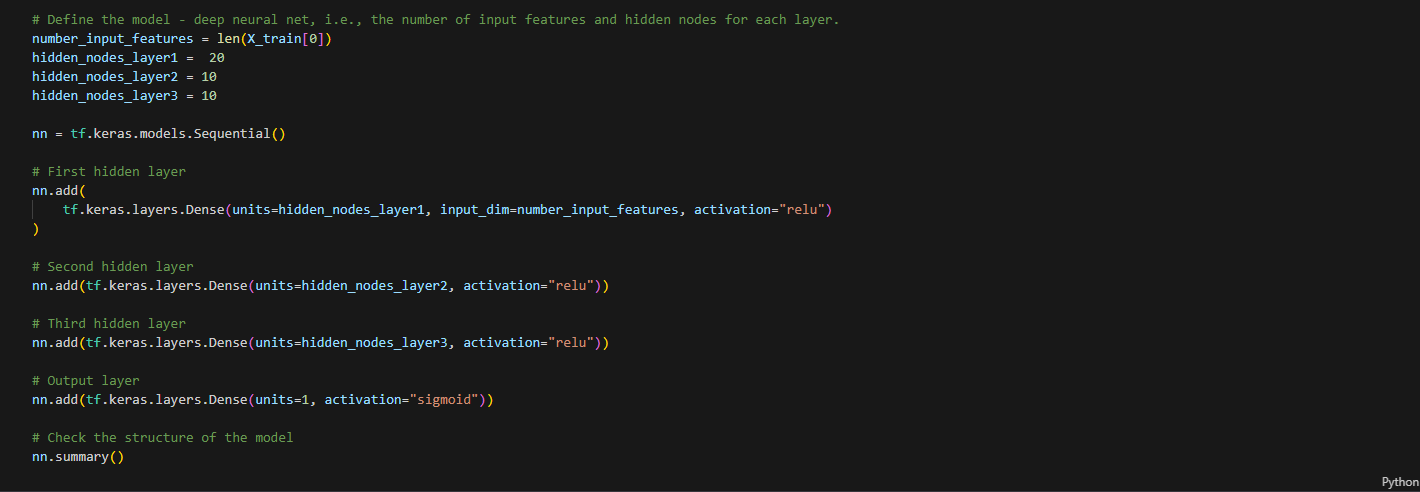 # Define the model - deep neural net, i.e., the number of input features and hidden nodes for each layer.
number_input_features = len(X_train[0])
hidden_nodes_layer1 =  20
hidden_nodes_layer2 = 10
hidden_nodes_layer3 = 10

nn = tf.keras.models.Sequential()

# First hidden layer
nn.add(
    tf.keras.layers.Dense(units=hidden_nodes_layer1, input_dim=number_input_features, activation="relu")
)

# Second hidden layer
nn.add(tf.keras.layers.Dense(units=hidden_nodes_layer2, activation="relu"))

# Third hidden layer
nn.add(tf.keras.layers.Dense(units=hidden_nodes_layer3, activation="relu"))

# Output layer
nn.add(tf.keras.layers.Dense(units=1, activation="sigmoid"))

# Check the structure of the model
nn.summary()
Python